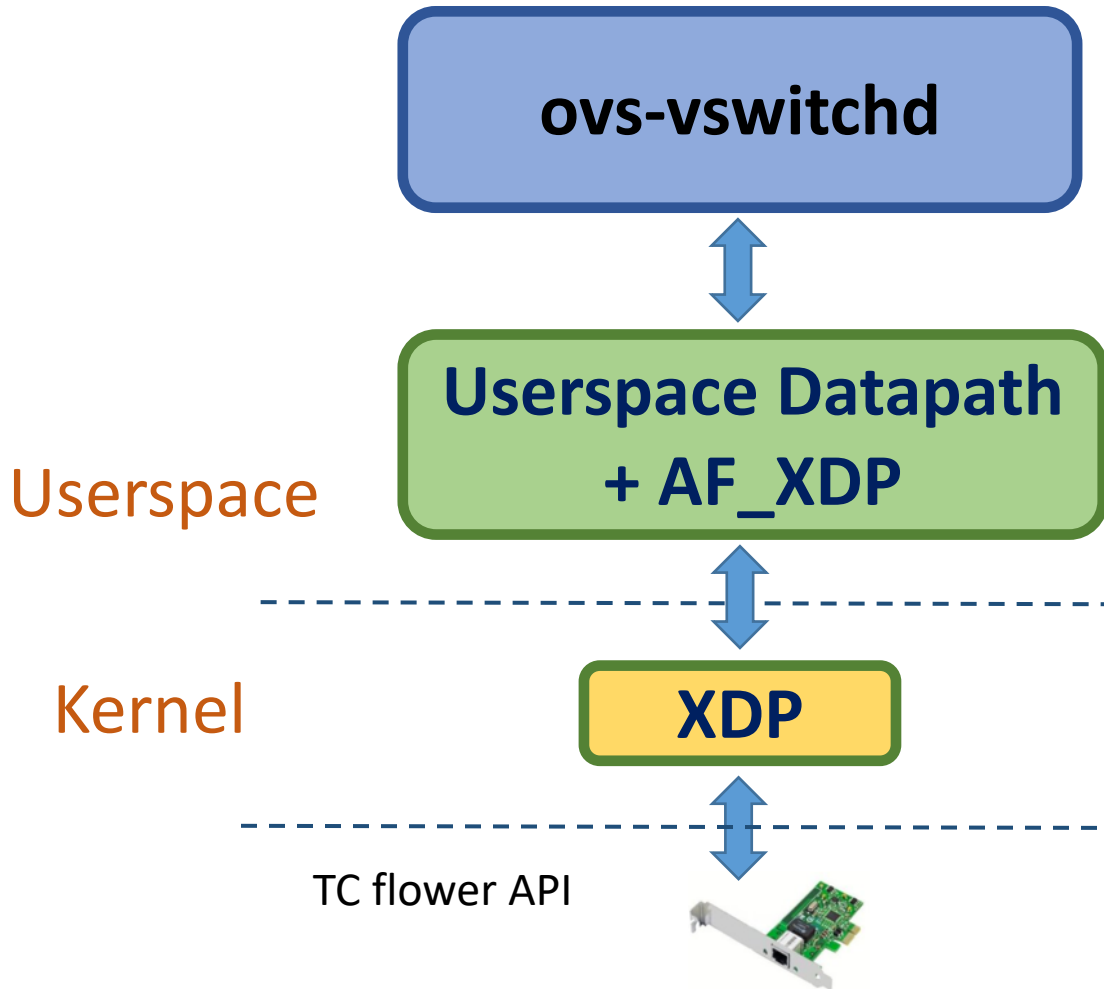 ovs-vswitchd
Userspace Datapath
+ AF_XDP
Userspace
Kernel
XDP
TC flower API